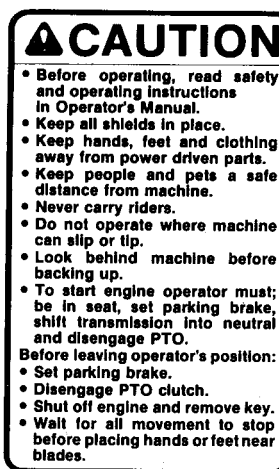 CAUTION
• Before operating, read safety
and operating instructions
in Operator's Manual.
• Keep all shields in place.
• Keep hands, feet and clothing
away from power driven parts.
• Keep people and pets a safe
distance from machine.
• Never carry riders.
• Do not operate where machine
can slip or tip.
• Look behind machine before
backing up.
• To start engine operator must;
be in seat, set parking brake,
shift transmission into neutral
and disengage PTO.
Before leaving operator's position:
• Set parking brake.
• Disengage PTO clutch.
• Shut off engine and remove key.
• Wait for all movement to stop
before placing hands or feet near
blades.